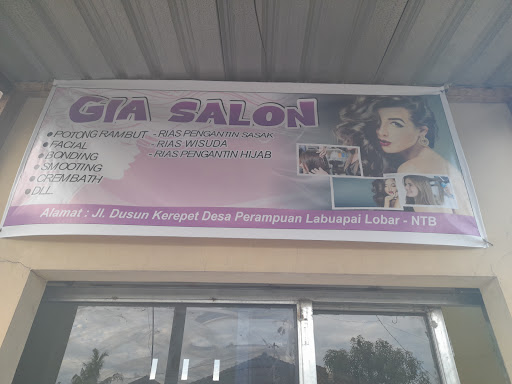 GIA SALON
• POTONG RAMBUT - RIAS PENGANTIN SASAK
• FACIAL - RIAS WISUDA
• BONDING - RIAS PENGANTIN HIJAB
• SMOOTING
• CREMBATH
• DLL
Alamat : Jl. Dusun Kerepet Desa Perampuan Labuapai Lobar - NTB